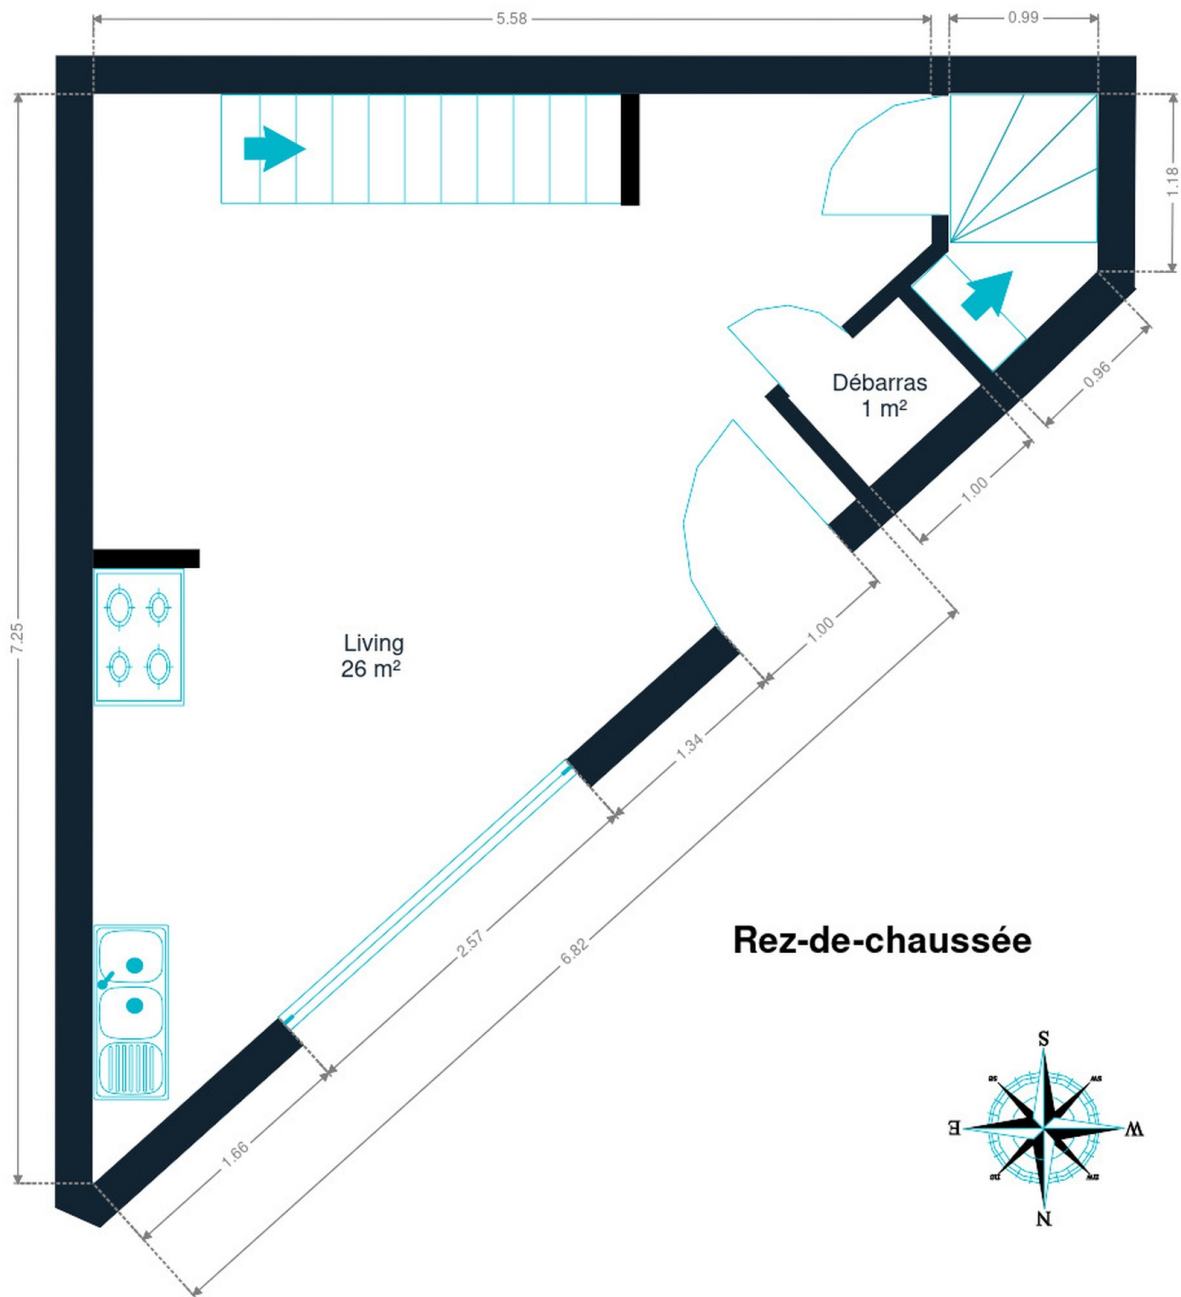 5.58
0.99
1.18
0.96
Débarras
1 m²
1.00
7.25
Living
26 m²
1.00
1.34
2.57
6.82
Rez-de-chaussée
1.66
S
E
W
N